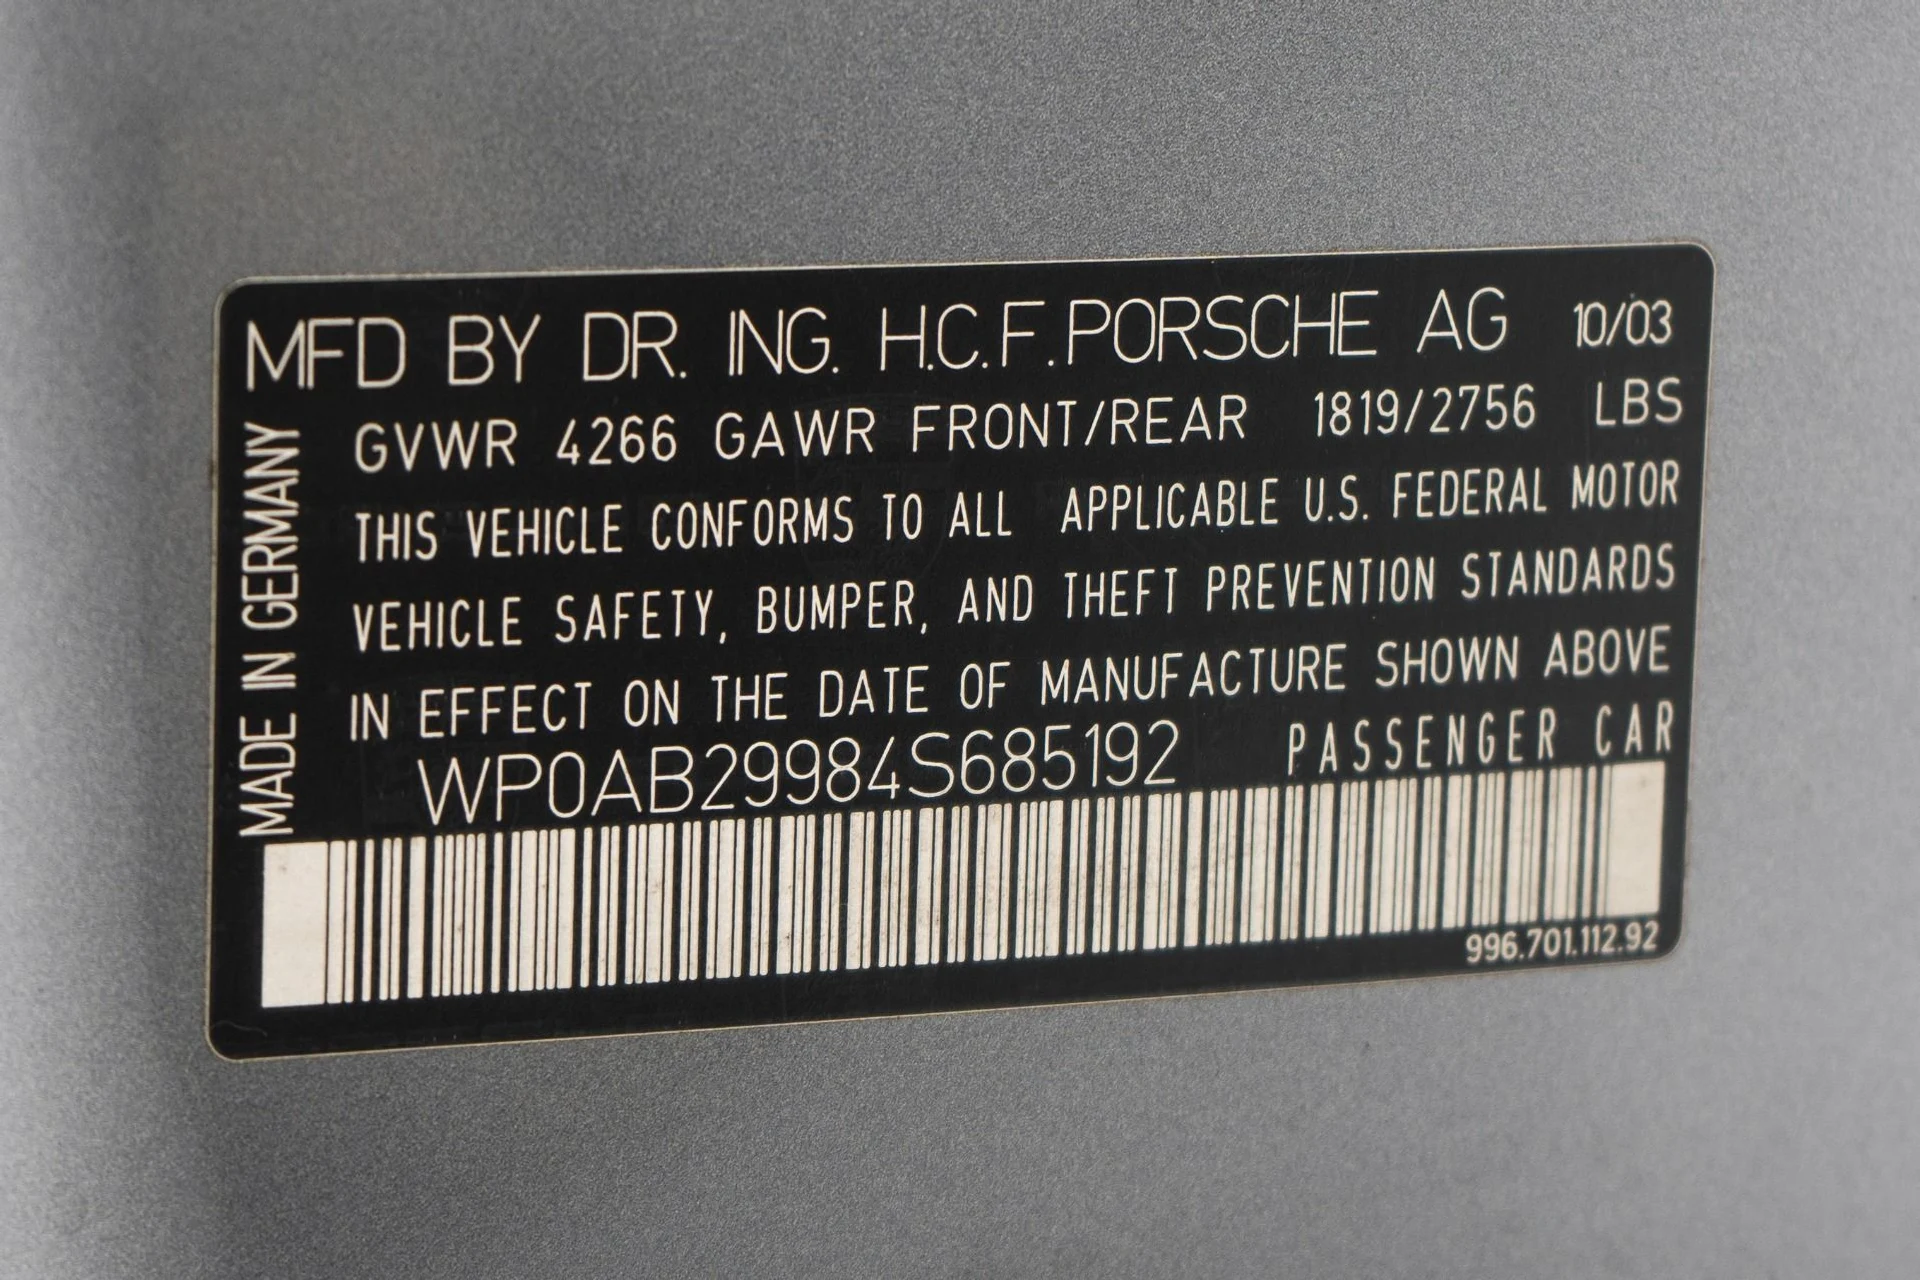 MFD BY DR. ING. H.C.F. PORSCHE AG 10/03
GVWR 4266 GAWR FRONT/REAR 1819/2756 LBS
THIS VEHICLE CONFORMS TO ALL APPLICABLE U.S. FEDERAL MOTOR
VEHICLE SAFETY, BUMPER, AND THEFT PREVENTION STANDARDS
IN EFFECT ON THE DATE OF MANUFACTURE SHOWN ABOVE
WP0AB29984S685192 PASSENGER CAR
996.701.112.92
MADE IN GERMANY